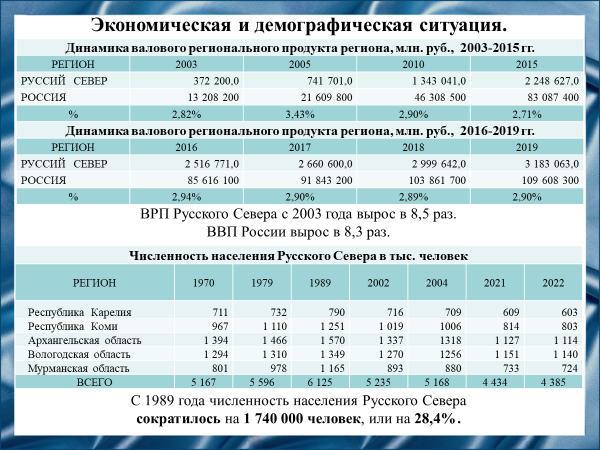 Экономическая и демографическая ситуация.
Динамика валового регионального продукта региона, млн. руб., 2003-2015 гг.
РЕГИОН 2003 2005 2010 2015
РУССИЙ СЕВЕР 372 200,0 741 701,0 1 343 041,0 2 248 627,0
РОССИЯ 13 208 200 21 609 800 46 308 500 83 087 400
% 2,82% 3,43% 2,90% 2,71%
Динамика валового регионального продукта региона, млн. руб., 2016-2019 гг.
РЕГИОН 2016 2017 2018 2019
РУССИЙ СЕВЕР 2 516 771,0 2 660 600,0 2 999 642,0 3 183 063,0
РОССИЯ 85 616 100 91 843 200 103 861 700 109 608 300
% 2,94% 2,90% 2,89% 2,90%
ВРП Русского Севера с 2003 года вырос в 8,5 раз.
ВВП России вырос в 8,3 раз.
Численность населения Русского Севера в тыс. человек
РЕГИОН 1970 1979 1989 2002 2004 2021 2022
Республика Карелия 711 732 790 716 709 609 603
Республика Коми 967 1 110 1 251 1 019 1006 814 803
Архангельская область 1 394 1 466 1 570 1 337 1318 1 127 1 114
Вологодская область 1 294 1 310 1 349 1 270 1256 1 151 1 140
Мурманская область 801 978 1 165 893 880 733 724
ВСЕГО 5 167 5 596 6 125 5 235 5 168 4 434 4 385
С 1989 года численность населения Русского Севера
сократилось на 1 740 000 человек, или на 28,4%.